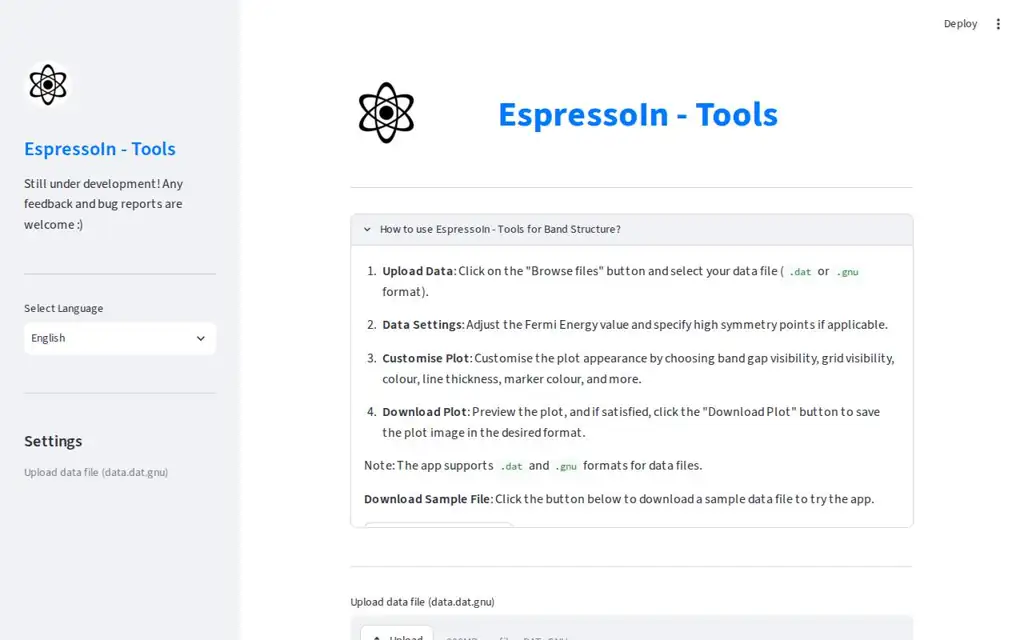 Deploy
EspressoIn - Tools
Still under development! Any
feedback and bug reports are
welcome :)
Select Language
English
Settings
Upload data file (data.dat.gnu)
EspressoIn - Tools
How to use EspressoIn - Tools for Band Structure?
1. Upload Data: Click on the "Browse files" button and select your data file ( .dat or .gnu
format).
2. Data Settings: Adjust the Fermi Energy value and specify high symmetry points if applicable.
3. Customise Plot: Customise the plot appearance by choosing band gap visibility, grid visibility,
colour, line thickness, marker colour, and more.
4. Download Plot: Preview the plot, and if satisfied, click the "Download Plot" button to save
the plot image in the desired format.
Note: The app supports .dat and .gnu formats for data files.
Download Sample File: Click the button below to download a sample data file to try the app.
Upload data file (data.dat.gnu)
Upload